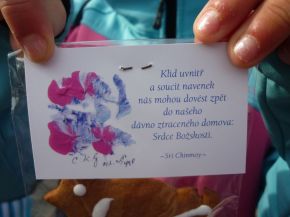 Klid uvnitř
a soucit navenek
nás mohou dovést zpět
do našeho
dávno ztraceného domova:
Srdce Božskosti.
~Sri Chinmoy~